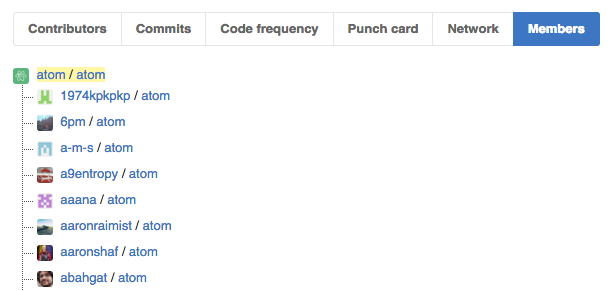 Contributors Commits Code frequency Punch card Network Members
atom / atom
1974kpkpkp / atom
6pm / atom
a-m-s / atom
a9entropy / atom
aaana / atom
aaronraimist / atom
aaronshaf / atom
abahgat / atom